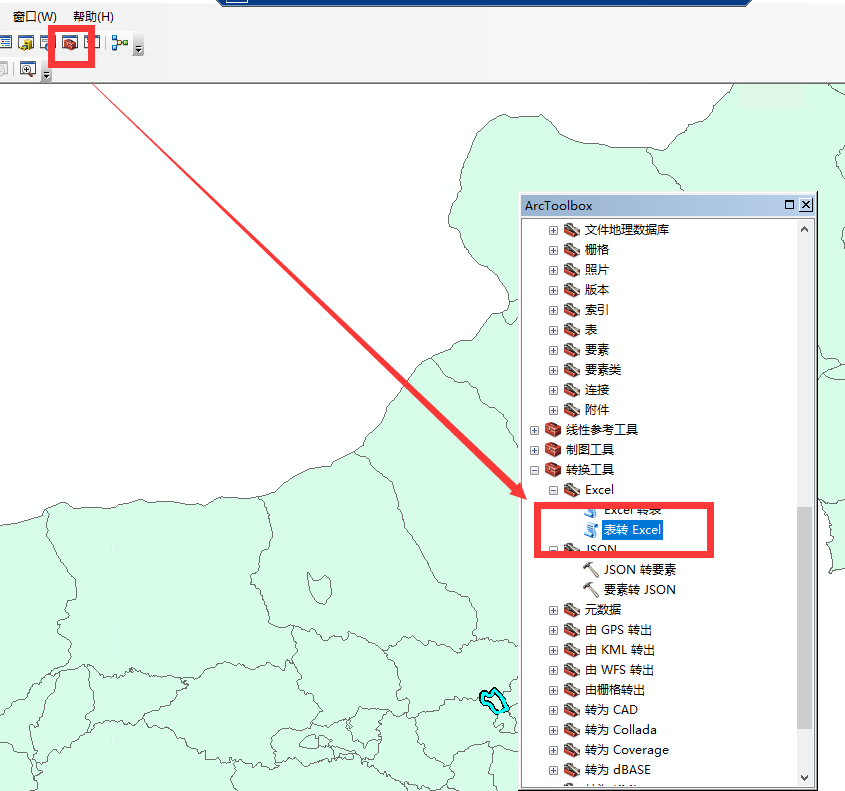 窗口(W) 帮助(H)
ArcToolbox
文件地理数据库
栅格
照片
版本
索引
表
要素
要素类
连接
附件
线性参考工具
制图工具
转换工具
Excel
Excel 转表
表转 Excel
JSON
JSON 转要素
要素转 JSON
元数据
由 GPS 转出
由 KML 转出
由 WFS 转出
由栅格转出
转为 CAD
转为 Collada
转为 Coverage
转为 dBASE